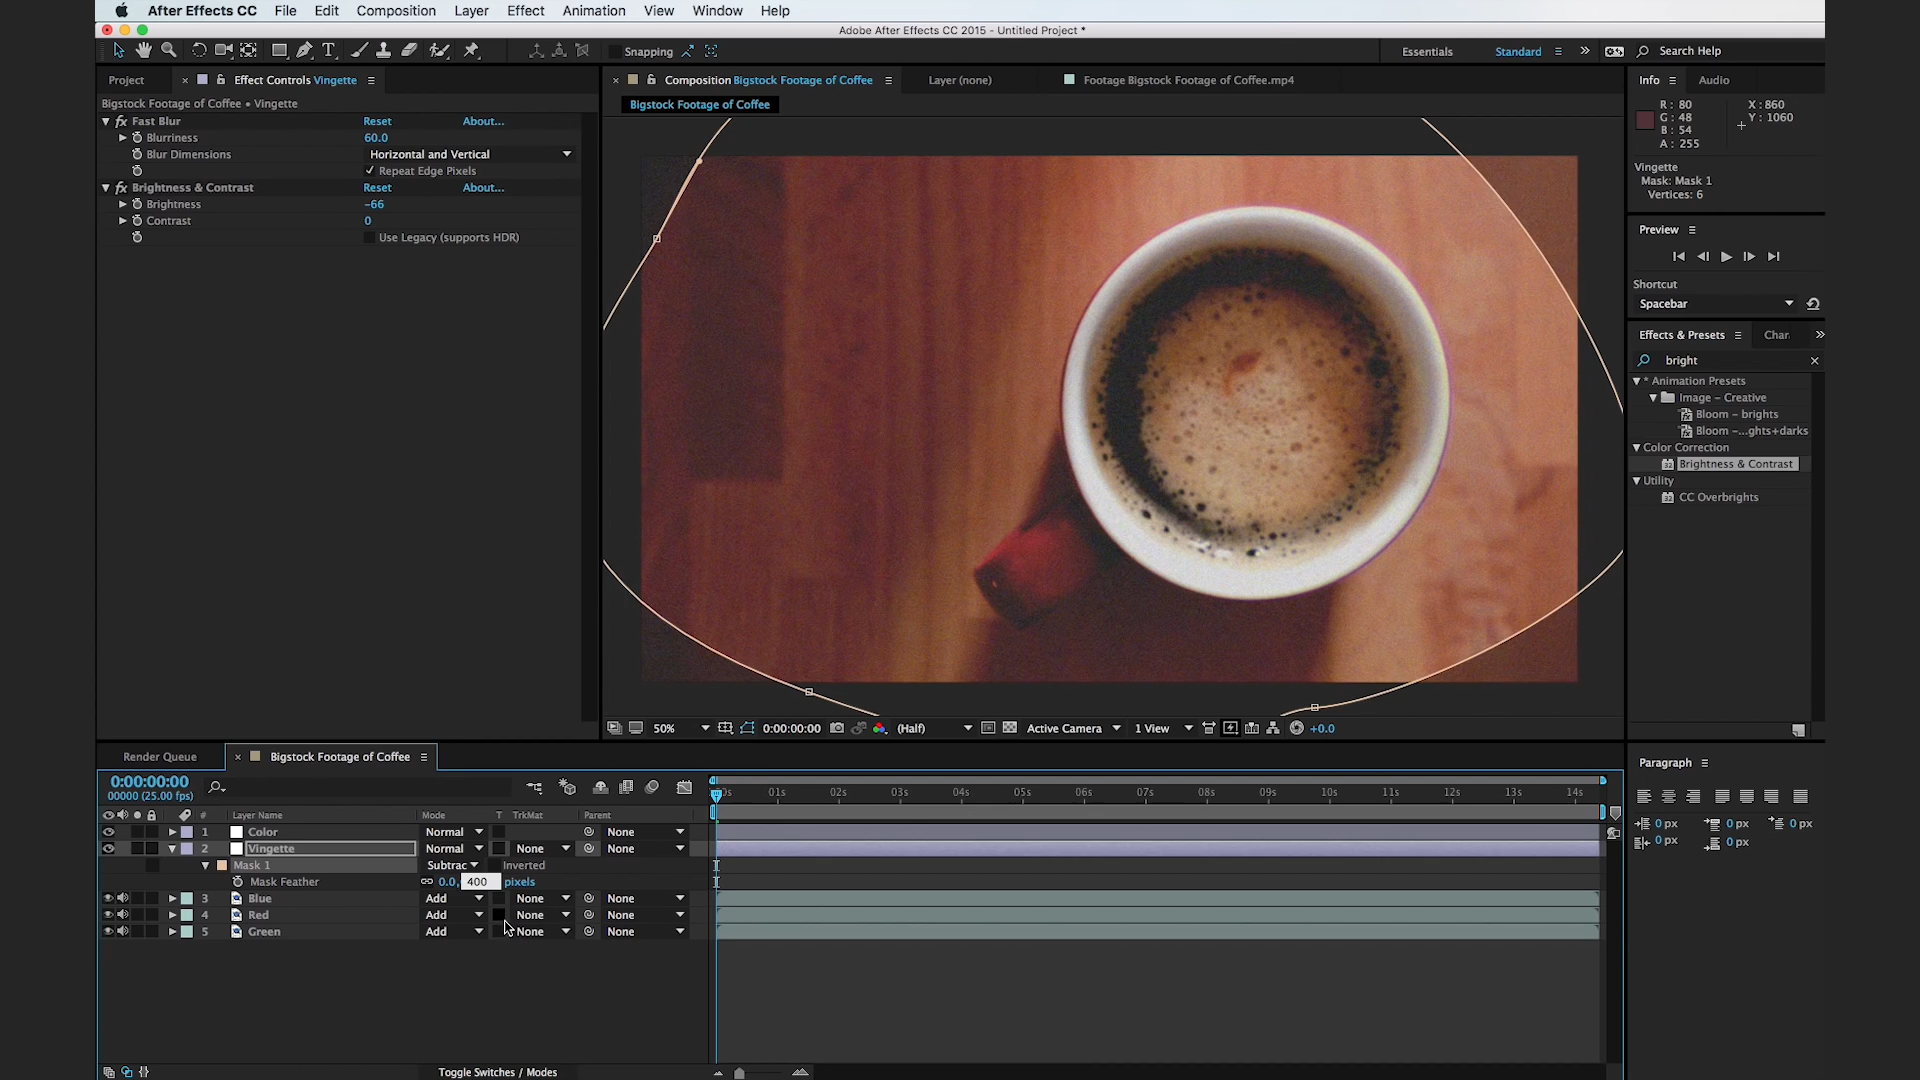 After Effects CC File Edit Composition Layer Effect Animation View Window Help
Adobe After Effects CC 2015 - Untitled Project *
Snapping Essentials Standard Search Help
Project Effect Controls Vingette
Bigstock Footage of Coffee • Vingette
fx Fast Blur Reset About...
Blurriness 60.0
Blur Dimensions Horizontal and Vertical
Repeat Edge Pixels
fx Brightness & Contrast Reset About...
Brightness -66
Contrast 0
Use Legacy (supports HDR)
Composition Bigstock Footage of Coffee Layer (none) Footage Bigstock Footage of Coffee.mp4
Bigstock Footage of Coffee
50% 0:00:00:00 (Half) Active Camera 1 View +0.0
Info Audio
R: 80 X: 860
G: 48 Y: 1060
B: 54
A: 255
Vingette
Mask: Mask 1
Vertices: 6
Preview
Shortcut
Spacebar
Effects & Presets Char
bright
* Animation Presets
Image - Creative
Bloom - brights
Bloom -...ghts+darks
Color Correction
Brightness & Contrast
Utility
CC Overbrights
Render Queue Bigstock Footage of Coffee
0:00:00:00
00000 (25.00 fps)
01s 02s 03s 04s 05s 06s 07s 08s 09s 10s 11s 12s 13s 14s
# Layer Name Mode T TrkMat Parent
1 Color Normal None
2 Vingette Normal None None
Mask 1 Subtrac Inverted
Mask Feather 0.0, 400 pixels
3 Blue Add None None
4 Red Add None None
5 Green Add None None
Toggle Switches / Modes
Paragraph
0 px 0 px 0 px
0 px 0 px